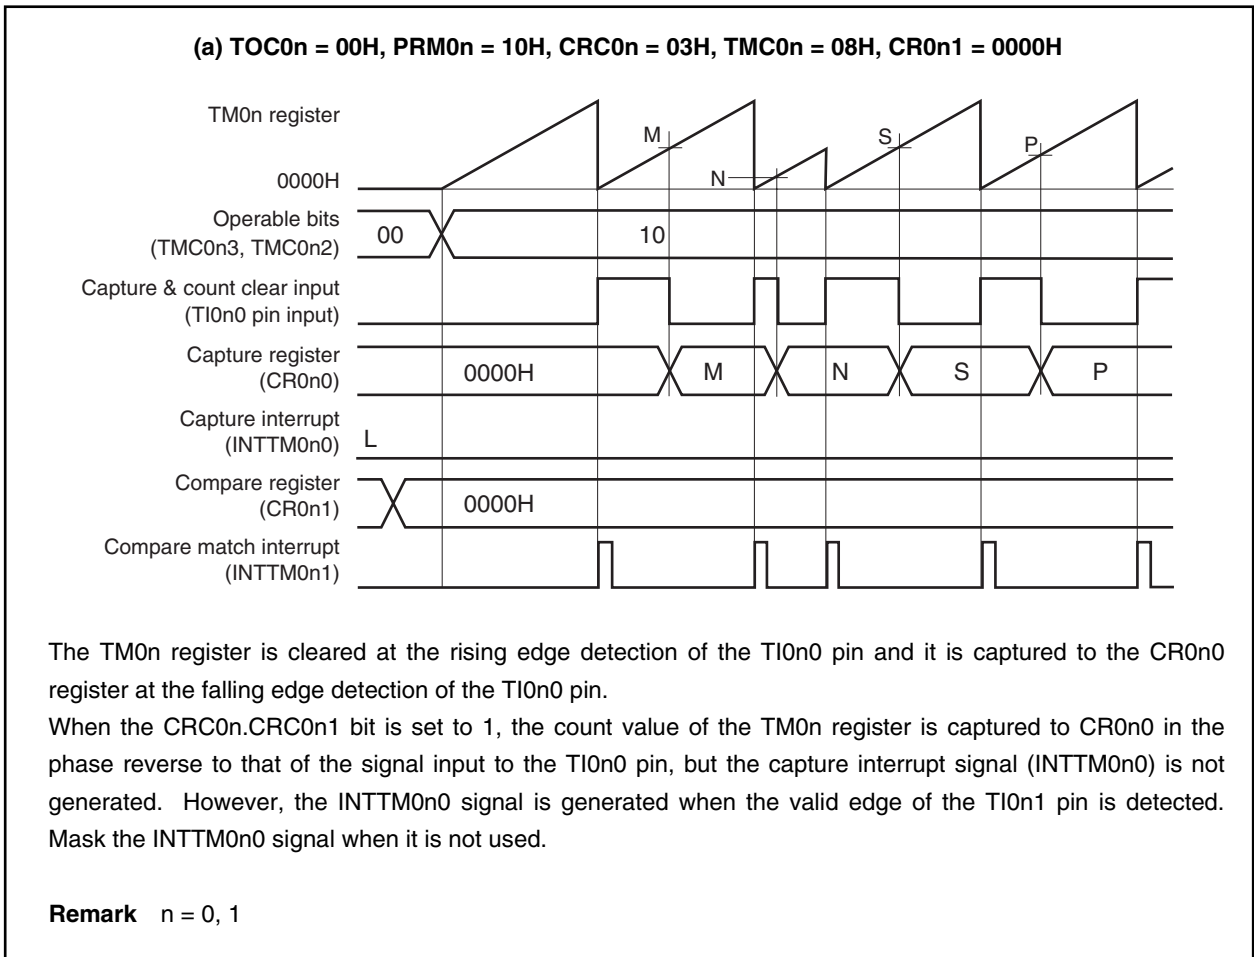 (a) TOC0n = 00H, PRM0n = 10H, CRC0n = 03H, TMC0n = 08H, CR0n1 = 0000H
TM0n register
M
S
P
N
0000H
Operable bits
(TMC0n3, TMC0n2)
00
10
Capture & count clear input
(TI0n0 pin input)
Capture register
(CR0n0)
0000H
M
N
S
P
Capture interrupt
(INTTM0n0)
L
Compare register
(CR0n1)
0000H
Compare match interrupt
(INTTM0n1)
The TM0n register is cleared at the rising edge detection of the TI0n0 pin and it is captured to the CR0n0
register at the falling edge detection of the TI0n0 pin.
When the CRC0n.CRC0n1 bit is set to 1, the count value of the TM0n register is captured to CR0n0 in the
phase reverse to that of the signal input to the TI0n0 pin, but the capture interrupt signal (INTTM0n0) is not
generated. However, the INTTM0n0 signal is generated when the valid edge of the TI0n1 pin is detected.
Mask the INTTM0n0 signal when it is not used.
Remark n = 0, 1